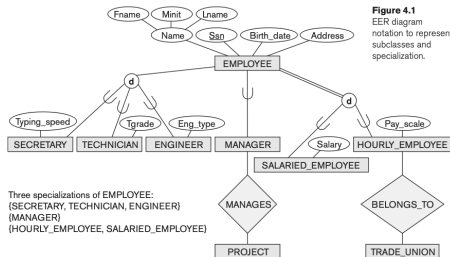 Figure 4.1
EER diagram
notation to represent
subclasses and
specialization.
Fname
Minit
Lname
Name
Ssn
Birth_date
Address
EMPLOYEE
d
d
Typing_speed
Tgrade
Eng_type
Pay_scale
Salary
SECRETARY
TECHNICIAN
ENGINEER
MANAGER
HOURLY_EMPLOYEE
SALARIED_EMPLOYEE
Three specializations of EMPLOYEE:
{SECRETARY, TECHNICIAN, ENGINEER}
{MANAGER}
{HOURLY_EMPLOYEE, SALARIED_EMPLOYEE}
MANAGES
BELONGS_TO
PROJECT
TRADE_UNION